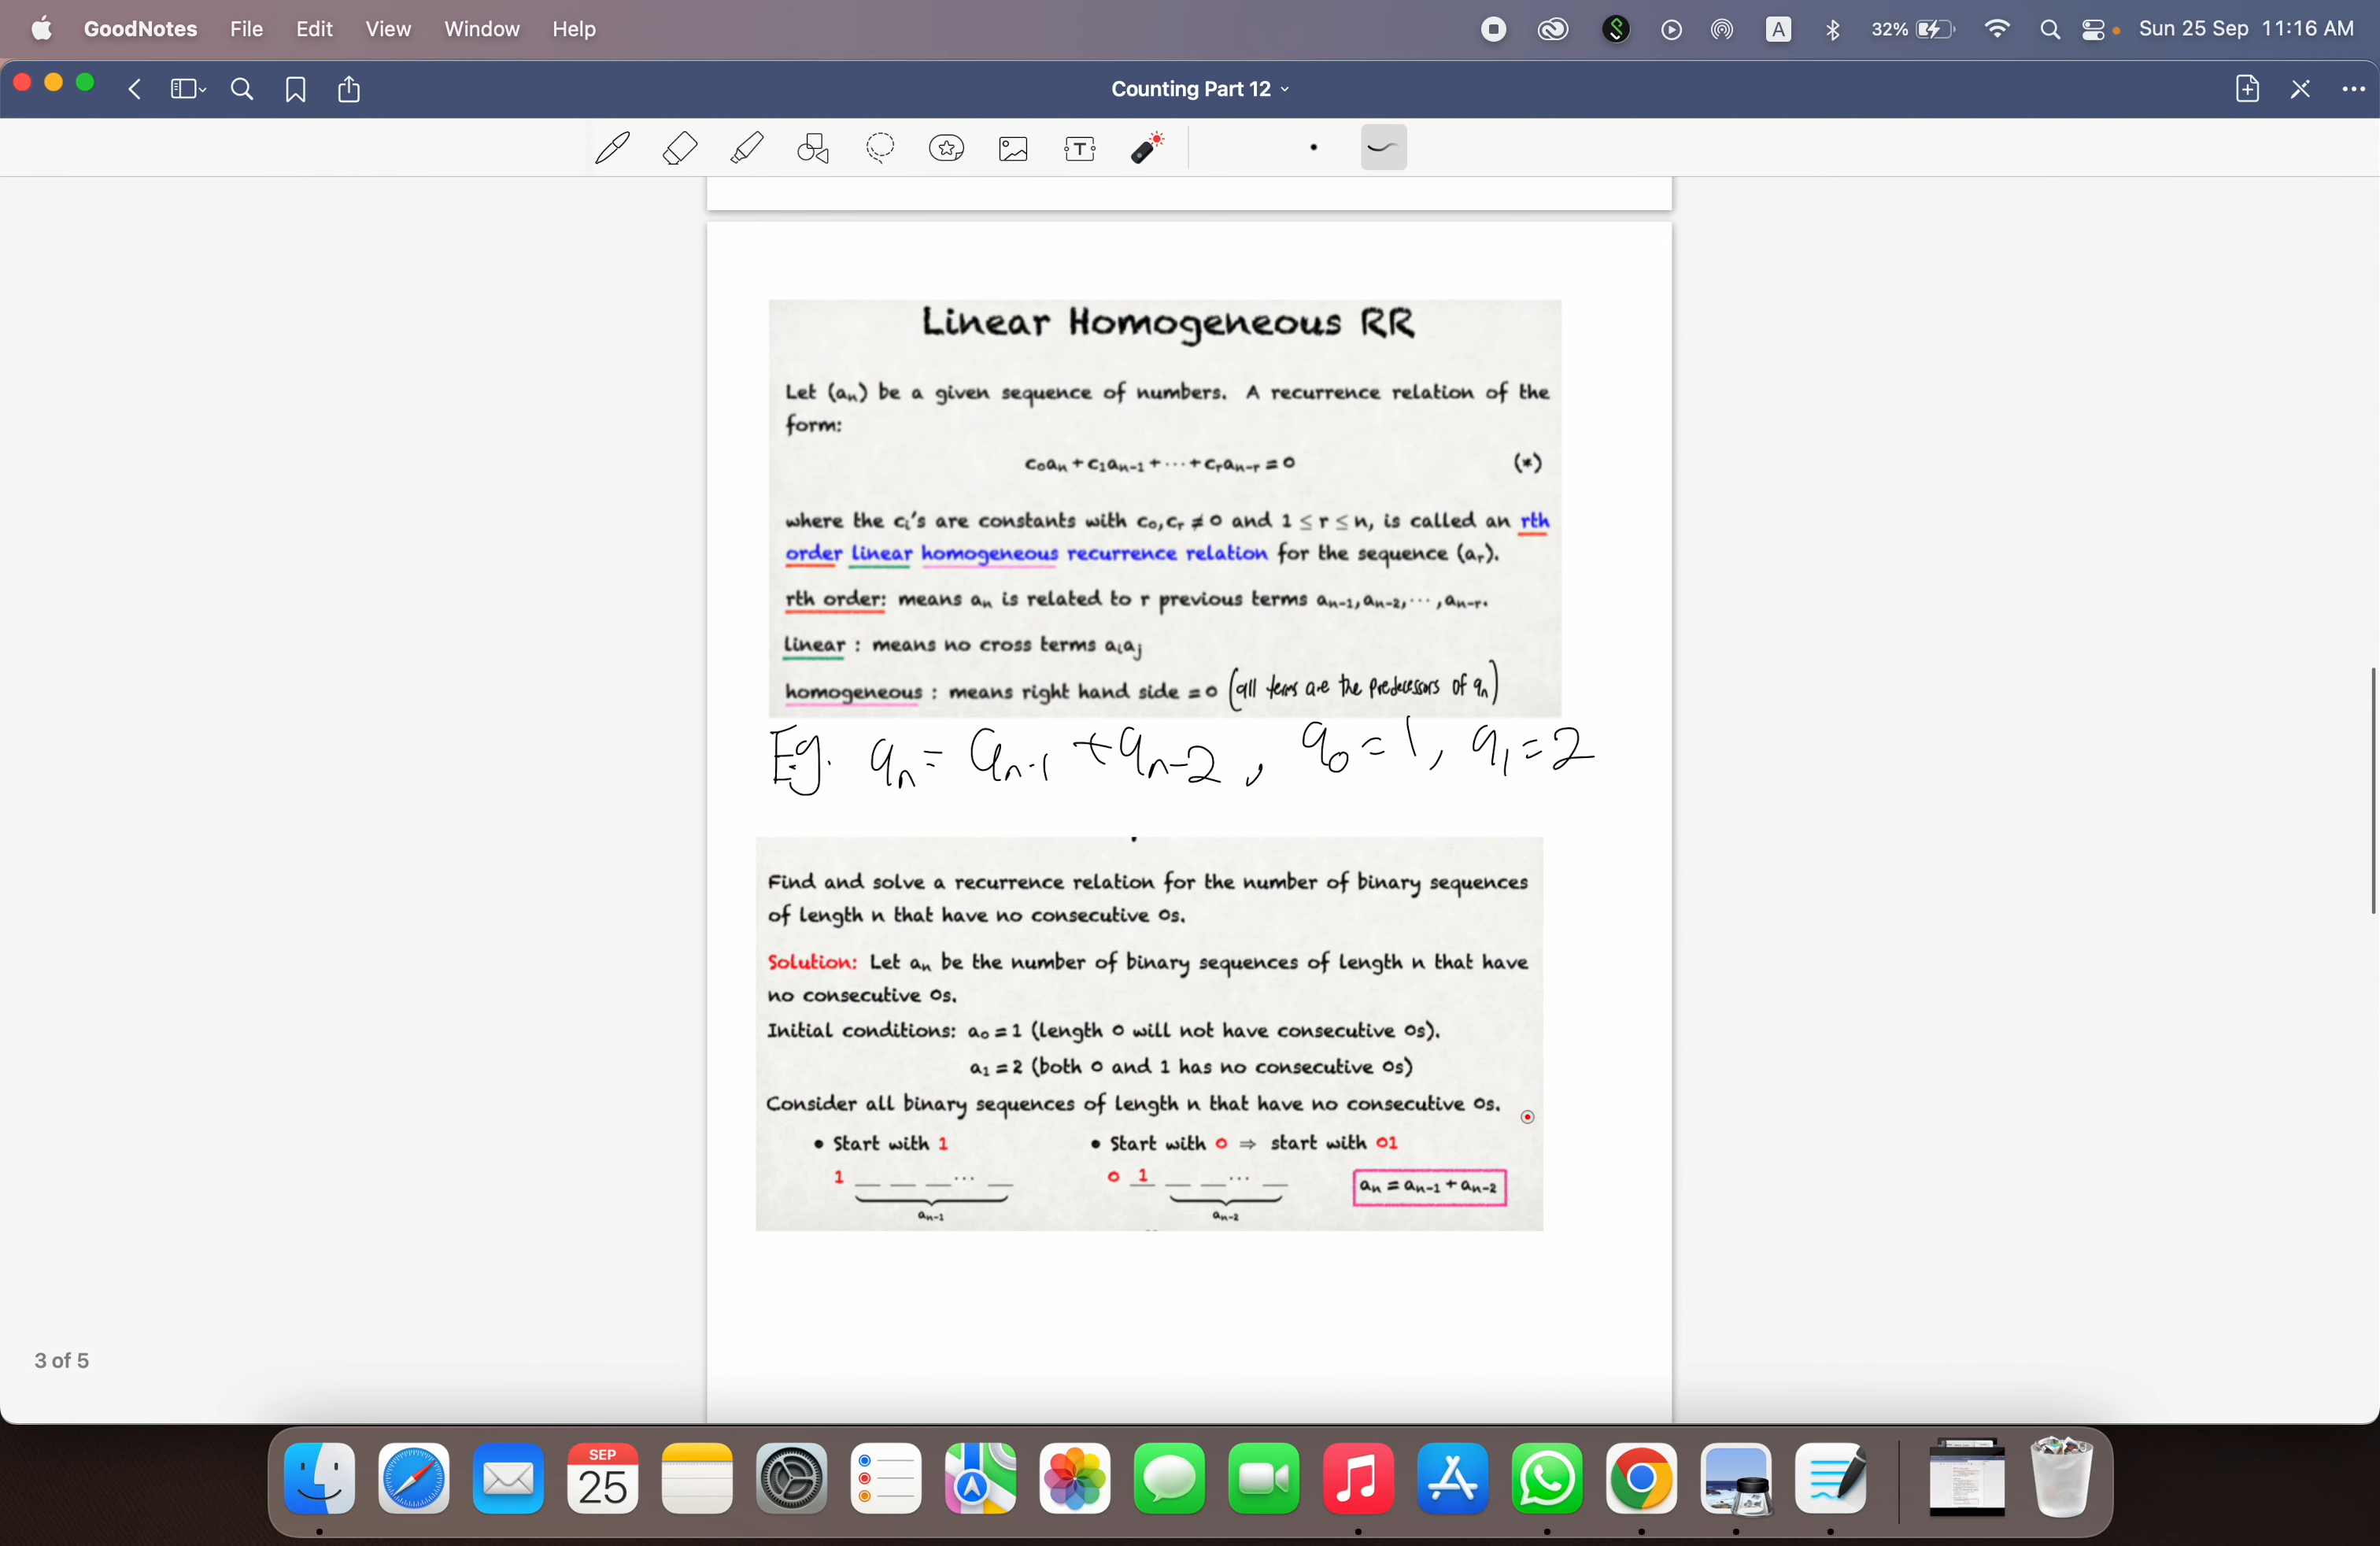 GoodNotes File Edit View Window Help A 32% Sun 25 Sep 11:16 AM
Counting Part 12
T
Linear Homogeneous RR
Let (aₙ) be a given sequence of numbers. A recurrence relation of the
form:
c₀aₙ + c₁aₙ₋₁ + ··· + cᵣaₙ₋ᵣ = 0 (*)
where the cᵢ's are constants with c₀, cᵣ ≠ 0 and 1 ≤ r ≤ n, is called an rth
order linear homogeneous recurrence relation for the sequence (aᵣ).
rth order: means aₙ is related to r previous terms aₙ₋₁, aₙ₋₂, ··· , aₙ₋ᵣ.
linear : means no cross terms aᵢaⱼ
homogeneous : means right hand side = 0 (all terms are the predecessors of aₙ)
E.g. aₙ = aₙ₋₁ + aₙ₋₂ , a₀ = 1, a₁ = 2
Find and solve a recurrence relation for the number of binary sequences
of length n that have no consecutive 0s.
Solution: Let aₙ be the number of binary sequences of length n that have
no consecutive 0s.
Initial conditions: a₀ = 1 (length 0 will not have consecutive 0s).
a₁ = 2 (both 0 and 1 has no consecutive 0s)
Consider all binary sequences of length n that have no consecutive 0s.
• Start with 1 • Start with 0 ⇒ start with 01
1 __ __ __ ··· __ 0 1 __ __ ··· __ aₙ = aₙ₋₁ + aₙ₋₂
aₙ₋₁ aₙ₋₂
3 of 5
SEP
25